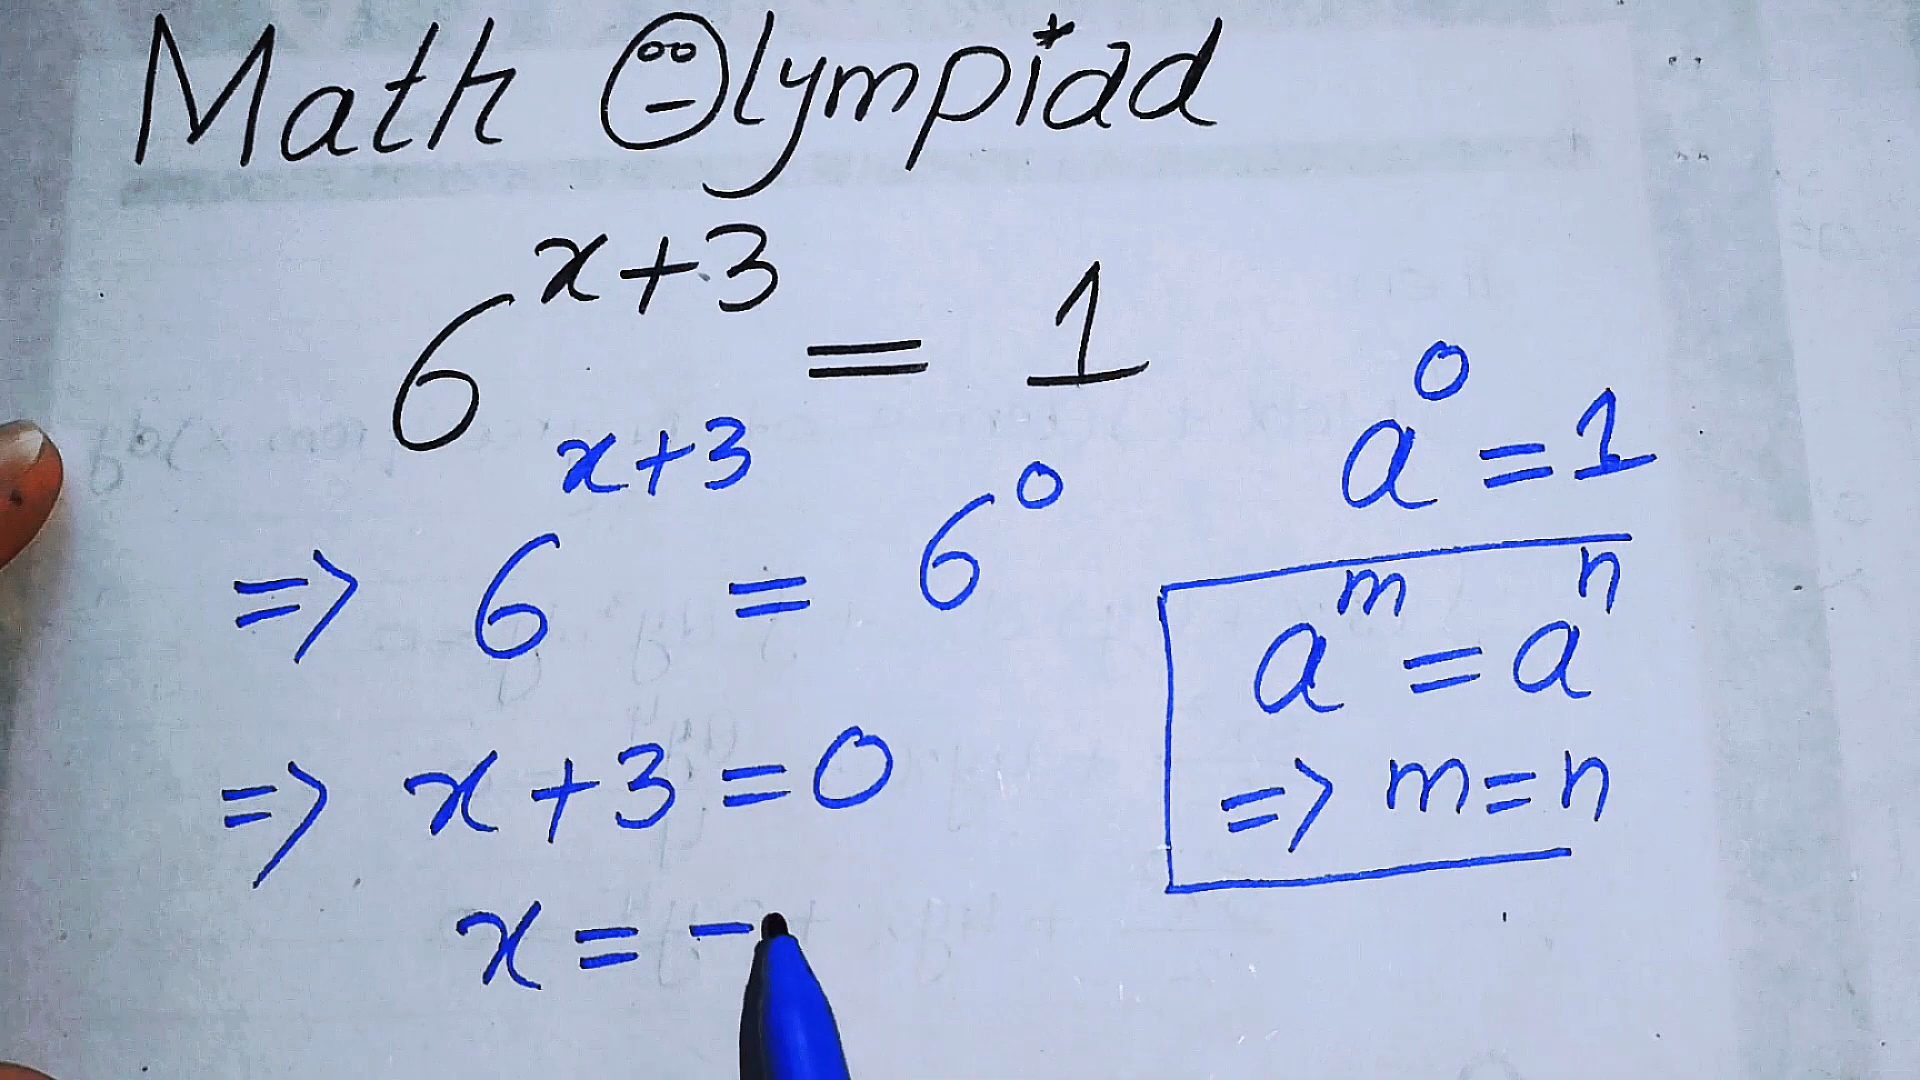 Math Olympiad
6^{x+3} = 1
a^0 = 1
=> 6^{x+3} = 6^0
a^m = a^n
=> m = n
=> x + 3 = 0
x = -